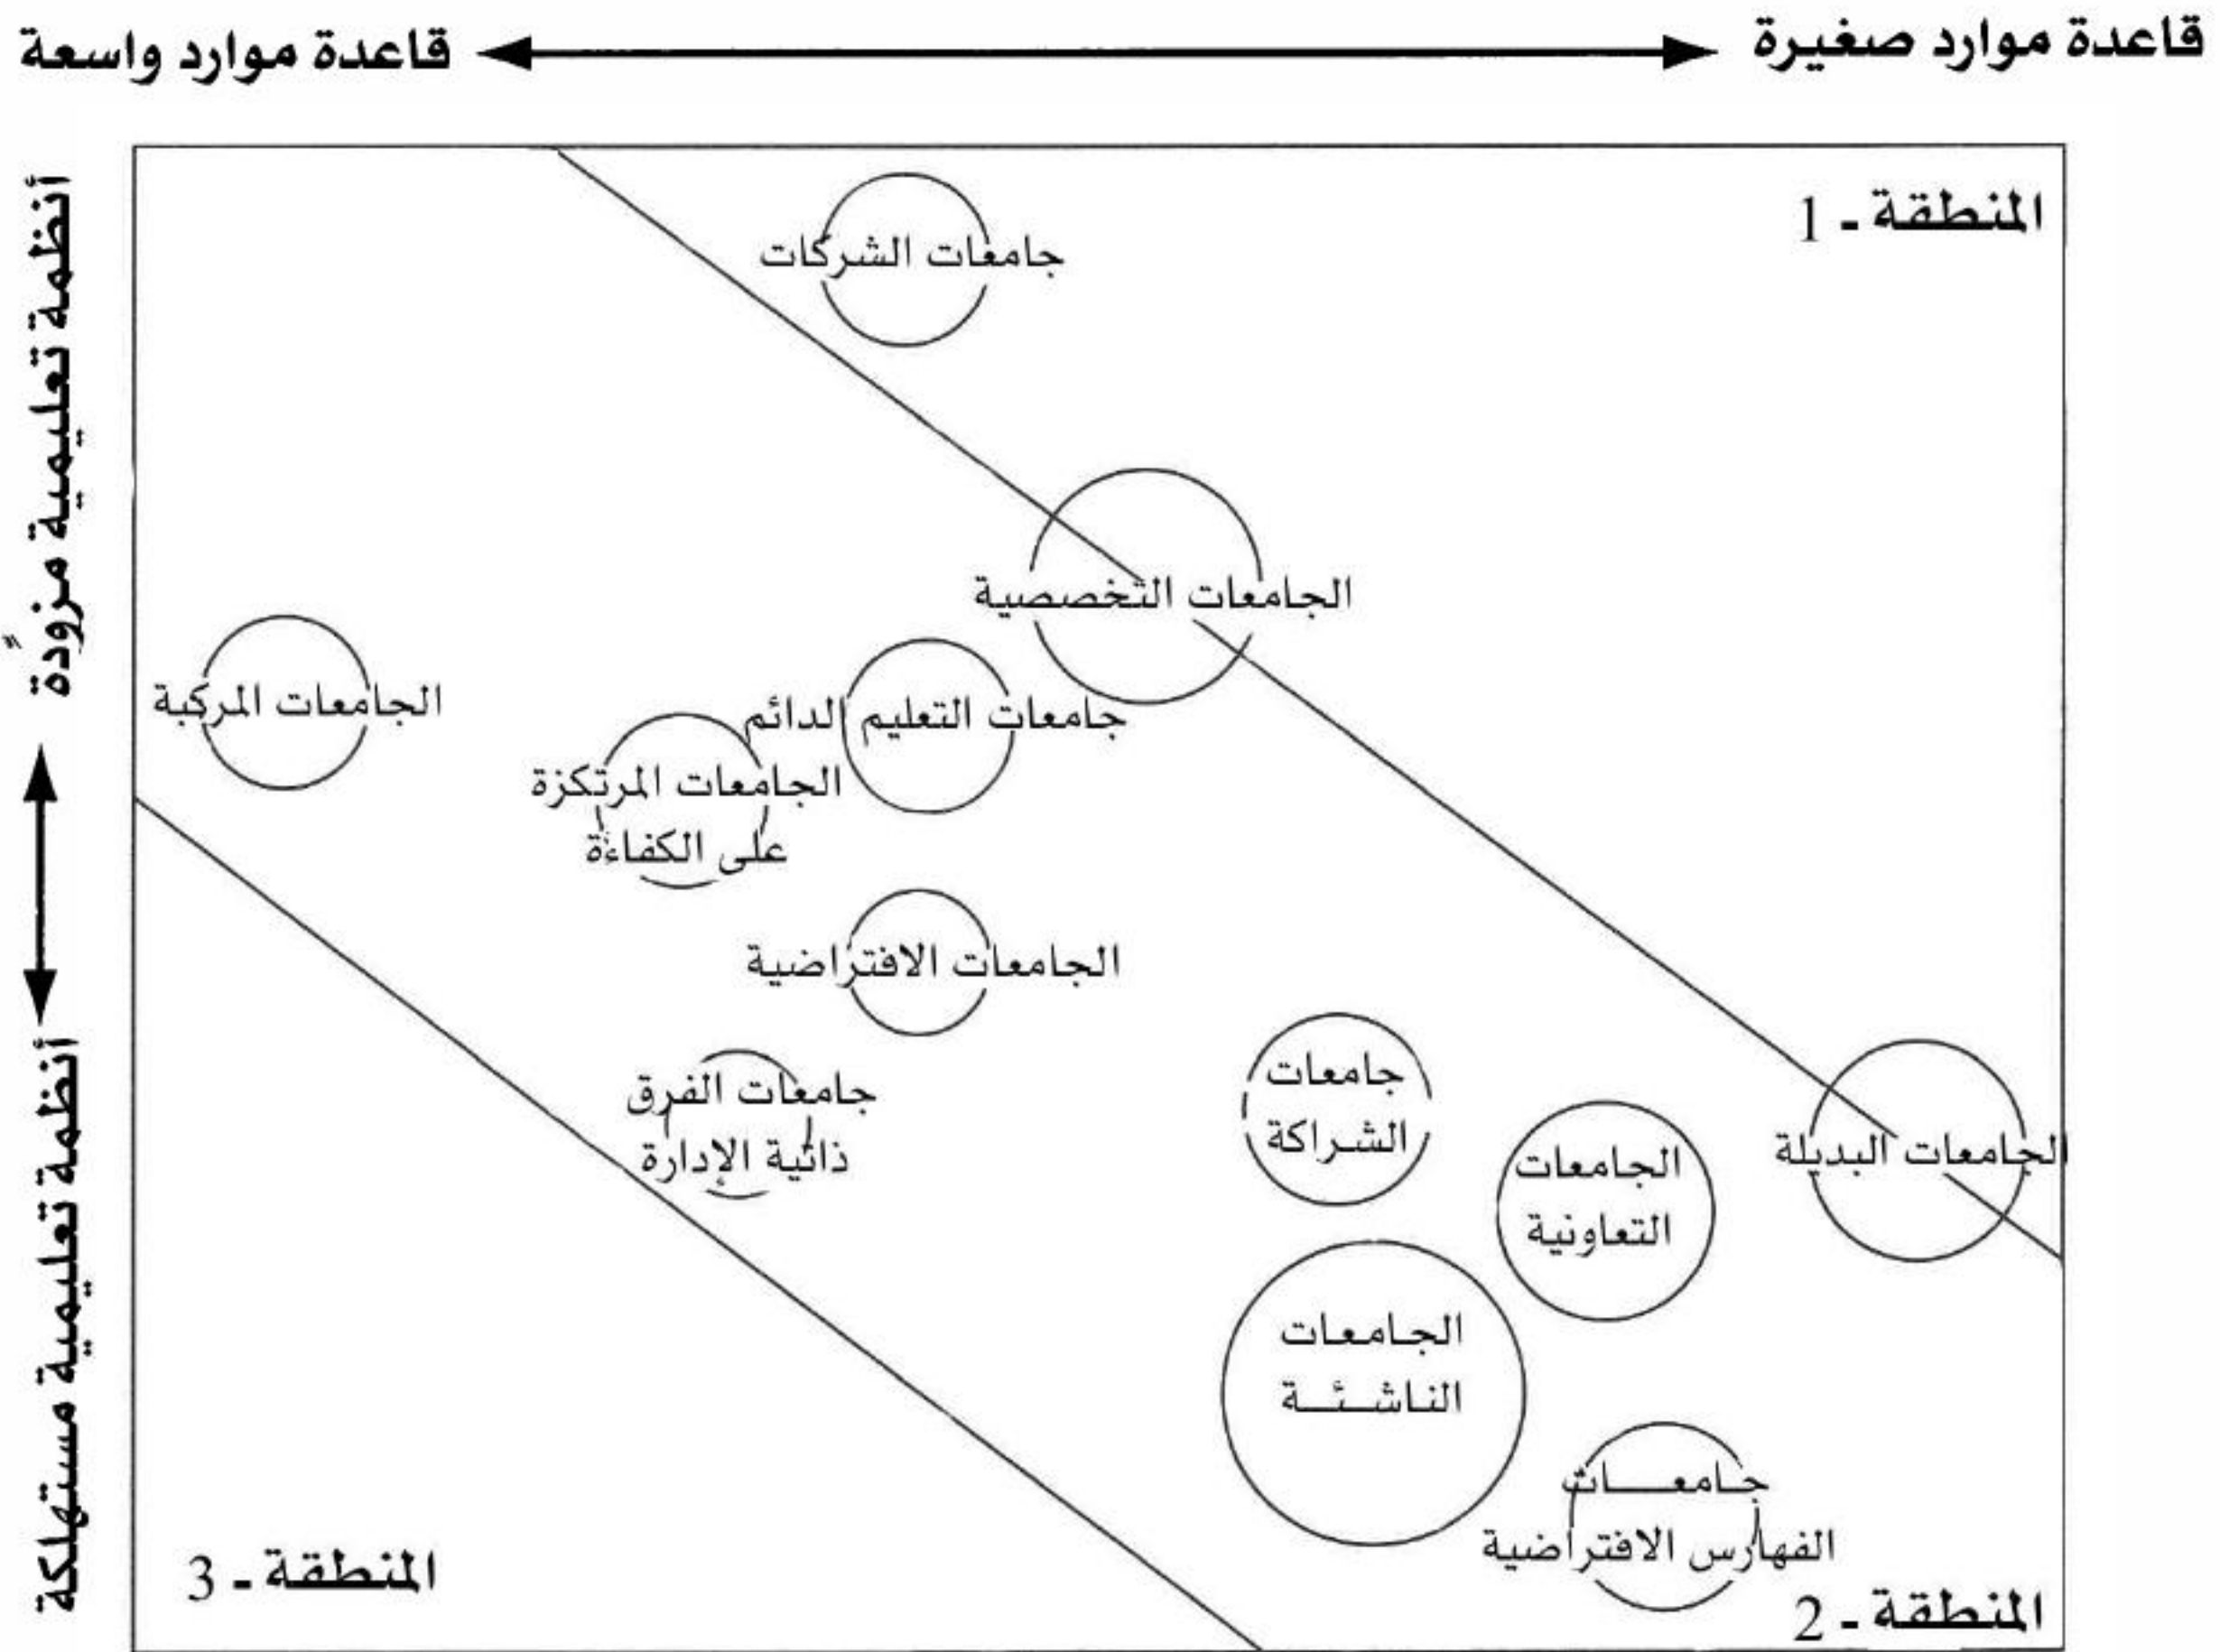 قاعدة موارد صغيرة
قاعدة موارد واسعة
أنظمة تعليمية مزودًّة
أنظمة تعليمية مستهلكة
المنطقة - 1
جامعات الشركات
الجامعات التخصصية
الجامعات المركبة
جامعات التعليم الدائم
الجامعات المرتكزة
على الكفاءة
الجامعات الافتراضية
جامعات الفرق
ذاتية الإدارة
جامعات
الشراكة
الجامعات
التعاونية
الجامعات البديلة
الجامعات
الناشئة
جامعات
الفهارس الافتراضية
المنطقة - 3
المنطقة - 2